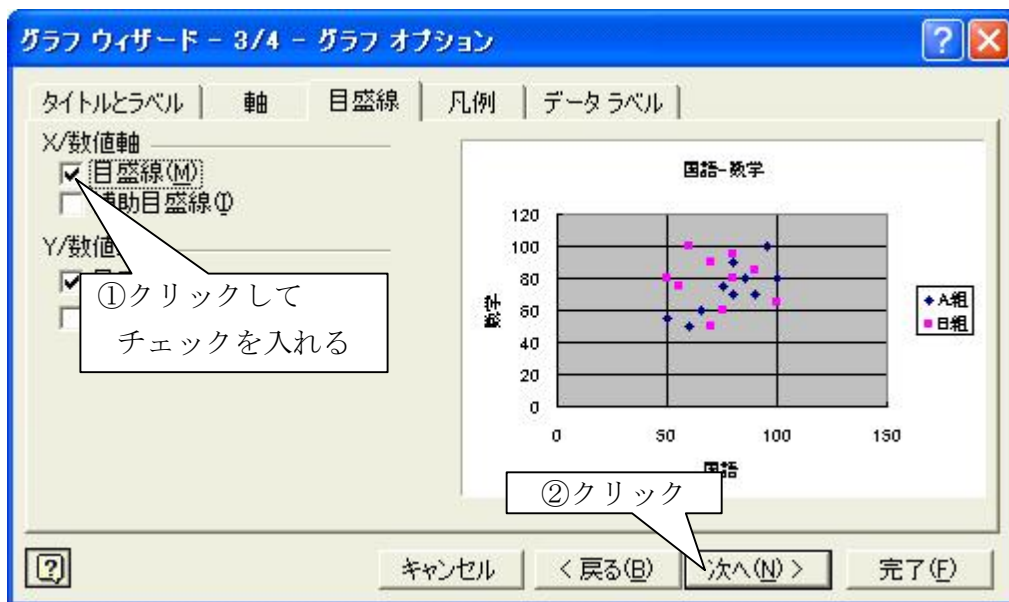 グラフ ウィザード - 3/4 - グラフ オプション
タイトルとラベル 軸 目盛線 凡例 データ ラベル
X/数値軸
目盛線(M)
補助目盛線(I)
Y/数値
①クリックして
チェックを入れる
国語-数学
120
100
80
60
40
20
0
数学
0 50 100 150
国語
A組
B組
②クリック
キャンセル < 戻る(B) 次へ(N) > 完了(F)